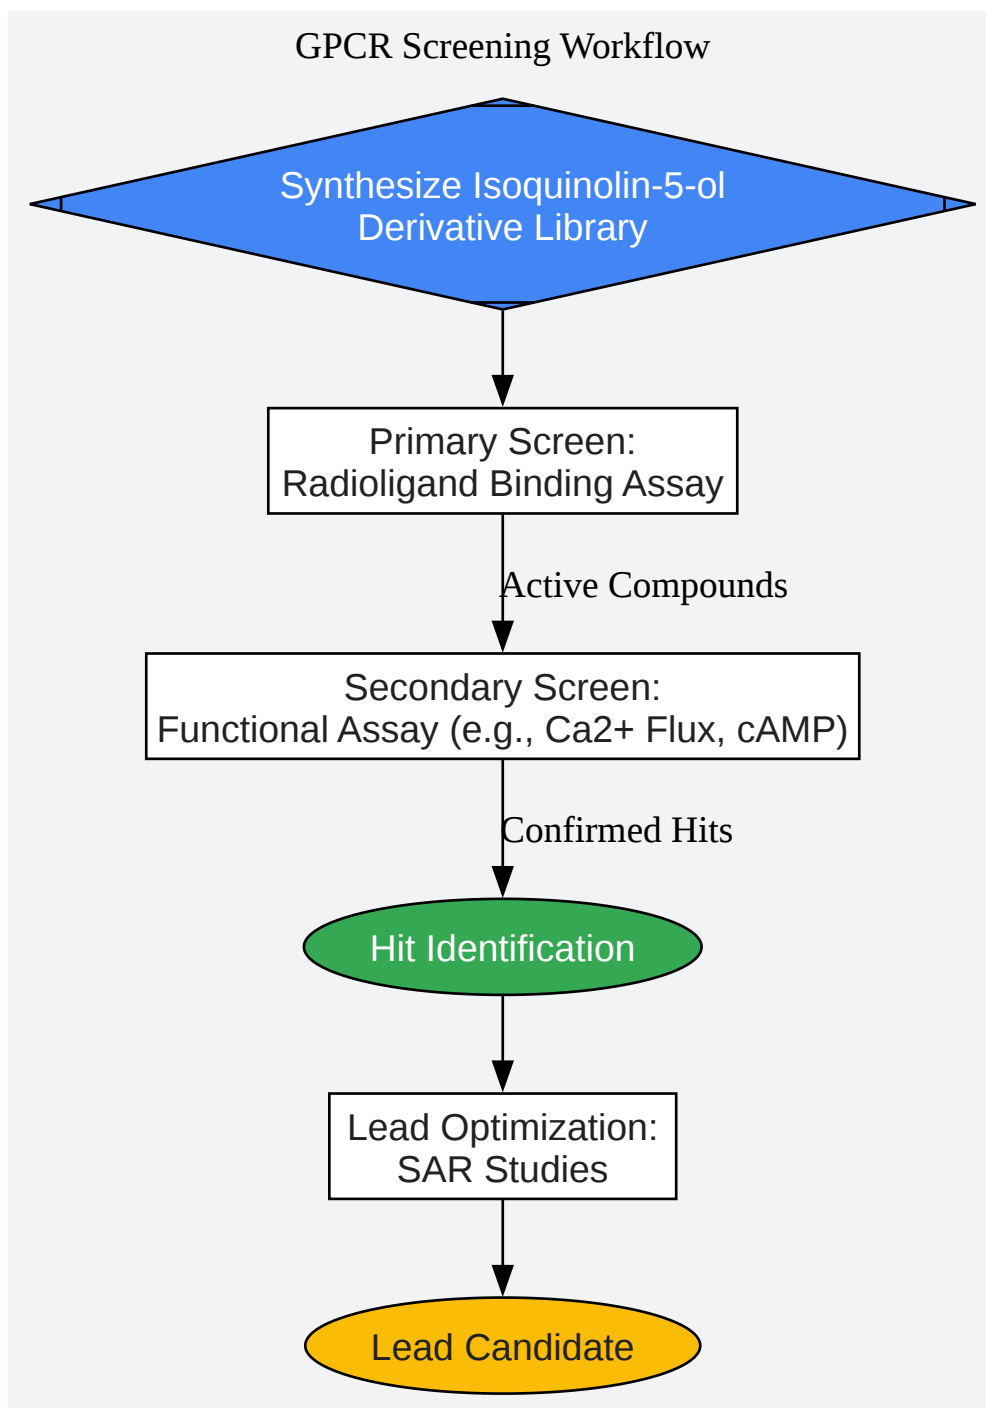 GPCR Screening Workflow
Synthesize Isoquinolin-5-ol
Derivative Library
Primary Screen:
Radioligand Binding Assay
Active Compounds
Secondary Screen:
Functional Assay (e.g., Ca2+ Flux, cAMP)
Confirmed Hits
Hit Identification
Lead Optimization:
SAR Studies
Lead Candidate